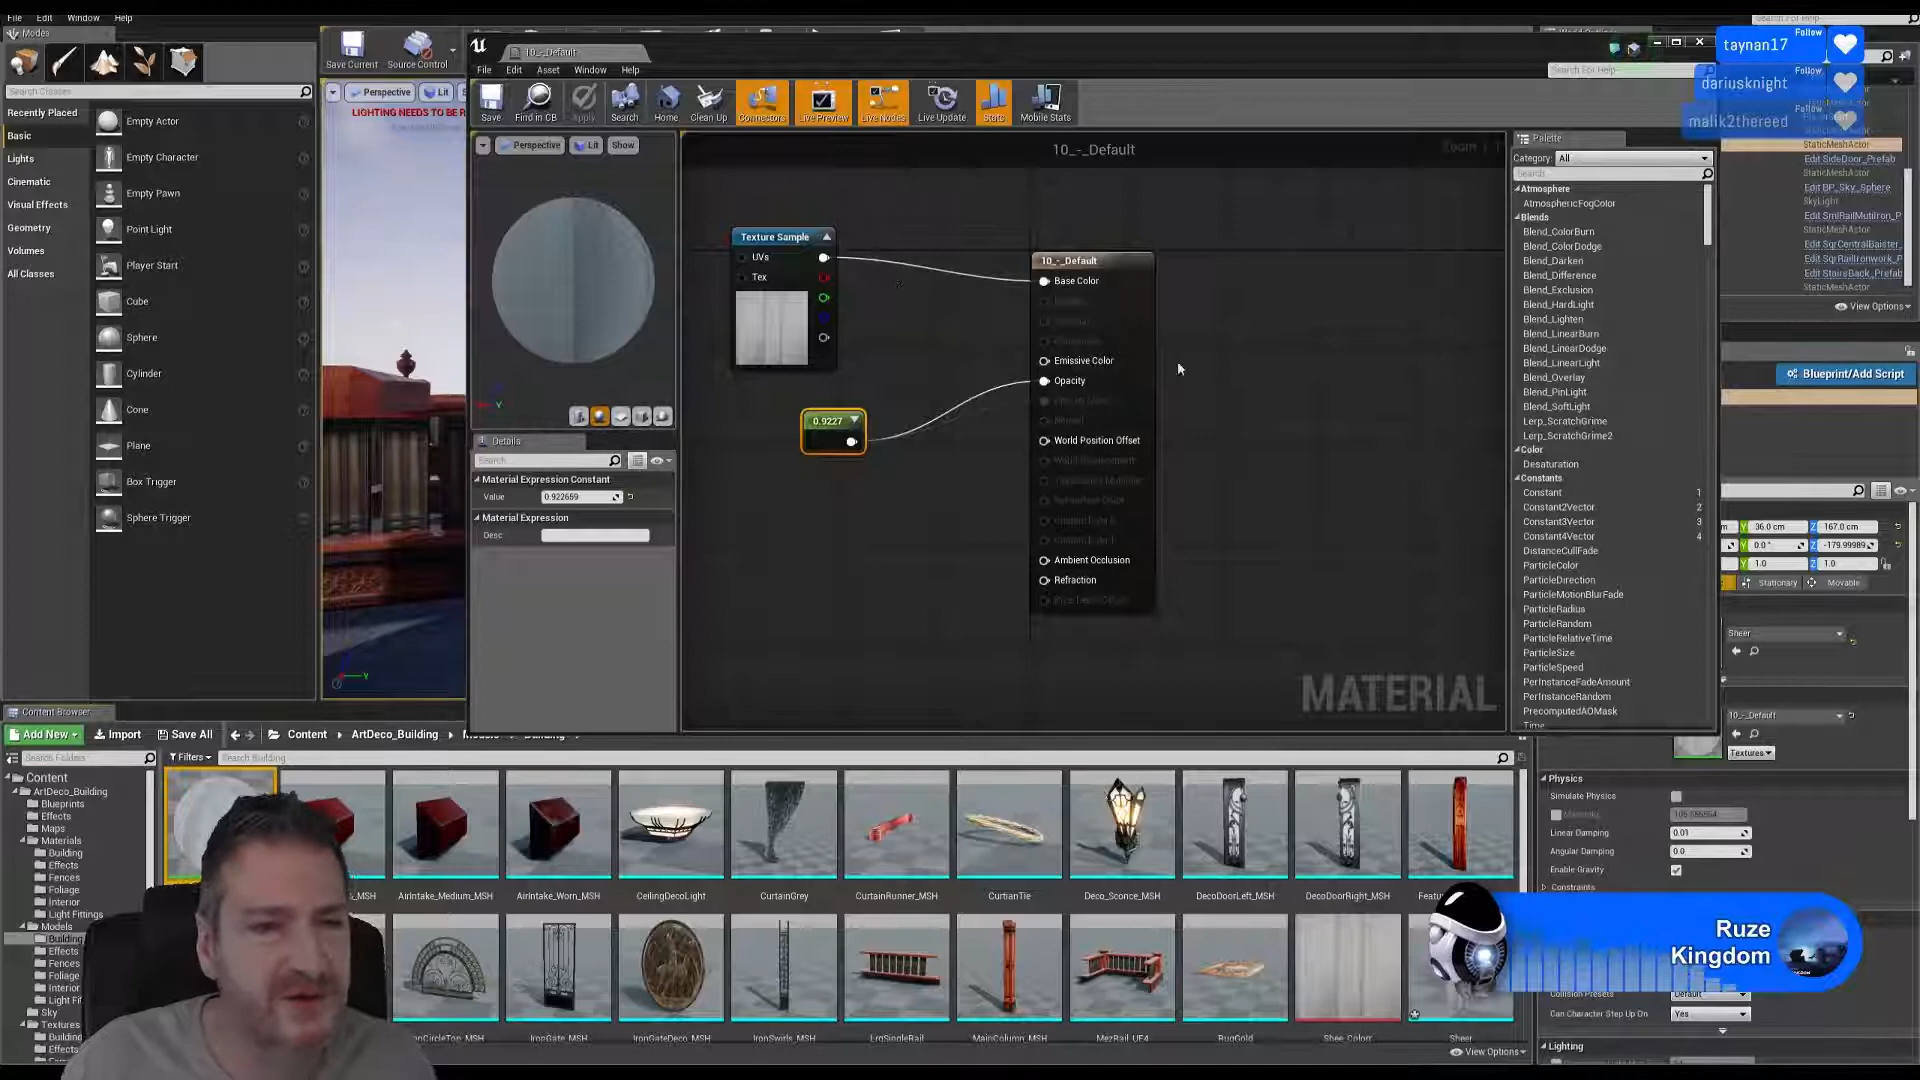 File Edit Window Help
Modes
Search Classes
Recently Placed
Basic
Lights
Cinematic
Visual Effects
Geometry
Volumes
All Classes
Empty Actor
Empty Character
Empty Pawn
Point Light
Player Start
Cube
Sphere
Cylinder
Cone
Plane
Box Trigger
Sphere Trigger
Save Current Source Control
Perspective Lit
LIGHTING NEEDS TO BE R
10_-_Default
File Edit Asset Window Help
Search For Help
Save Find in CB Apply Search Home Clean Up Connectors Live Preview Live Nodes Live Update Stats Mobile Stats
Perspective Lit Show
10_-_Default
Zoom
Texture Sample
UVs
Tex
0.9227
10_-_Default
Base Color
Emissive Color
Opacity
World Position Offset
Ambient Occlusion
Refraction
MATERIAL
Details
Search
Material Expression Constant
Value 0.922659
Material Expression
Desc
Palette
Category: All
Search
Atmosphere
AtmosphericFogColor
Blends
Blend_ColorBurn
Blend_ColorDodge
Blend_Darken
Blend_Difference
Blend_Exclusion
Blend_HardLight
Blend_Lighten
Blend_LinearBurn
Blend_LinearDodge
Blend_LinearLight
Blend_Overlay
Blend_PinLight
Blend_SoftLight
Lerp_ScratchGrime
Lerp_ScratchGrime2
Color
Desaturation
Constants
Constant 1
Constant2Vector 2
Constant3Vector 3
Constant4Vector 4
DistanceCullFade
ParticleColor
ParticleDirection
ParticleMotionBlurFade
ParticleRadius
ParticleRandom
ParticleRelativeTime
ParticleSize
ParticleSpeed
PerInstanceFadeAmount
PerInstanceRandom
PrecomputedAOMask
Time
Follow
taynan17
Follow
dariusknight
Follow
malik2thereed
StaticMeshActor
Edit SideDoor_Prefab
StaticMeshActor
Edit BP_Sky_Sphere
SkyLight
Edit SmlRailMutiIron_P
StaticMeshActor
Edit SqrCentralBaister_
StaticMeshActor
Edit SqrRailIronwork_P
Edit StairsBack_Prefab
StaticMeshActor
View Options
Blueprint/Add Script
Y 36.0 cm Z 167.0 cm
Y 0.0 ° Z -179.99989
Y 1.0 Z 1.0
Stationary Movable
Sheer
10_-_Default
Textures
Physics
Simulate Physics
Linear Damping 0.01
Angular Damping 0.0
Enable Gravity
Constraints
Collision Presets Default
Can Character Step Up On Yes
Lighting
Content Browser
Add New Import Save All Content ArtDeco_Building
Search Folders
Filters Search Building
Content
ArtDeco_Building
Blueprints
Effects
Maps
Materials
Building
Effects
Fences
Foliage
Interior
Light Fittings
Models
Building
Effects
Fences
Foliage
Interior
Light Fi
Sky
Textures
Building
Effects
_MSH AirIntake_Medium_MSH AirIntake_Worn_MSH CeilingDecoLight CurtainGrey CurtainRunner_MSH CurtianTie Deco_Sconce_MSH DecoDoorLeft_MSH DecoDoorRight_MSH Featu
ronCircleTop_MSH IronGate_MSH IronGateDeco_MSH IronSwirls_MSH LrgSingleRail MainColumn_MSH MezRail_UE4 RugGold Shee_Colorr Sheer
View Options
Ruze
Kingdom